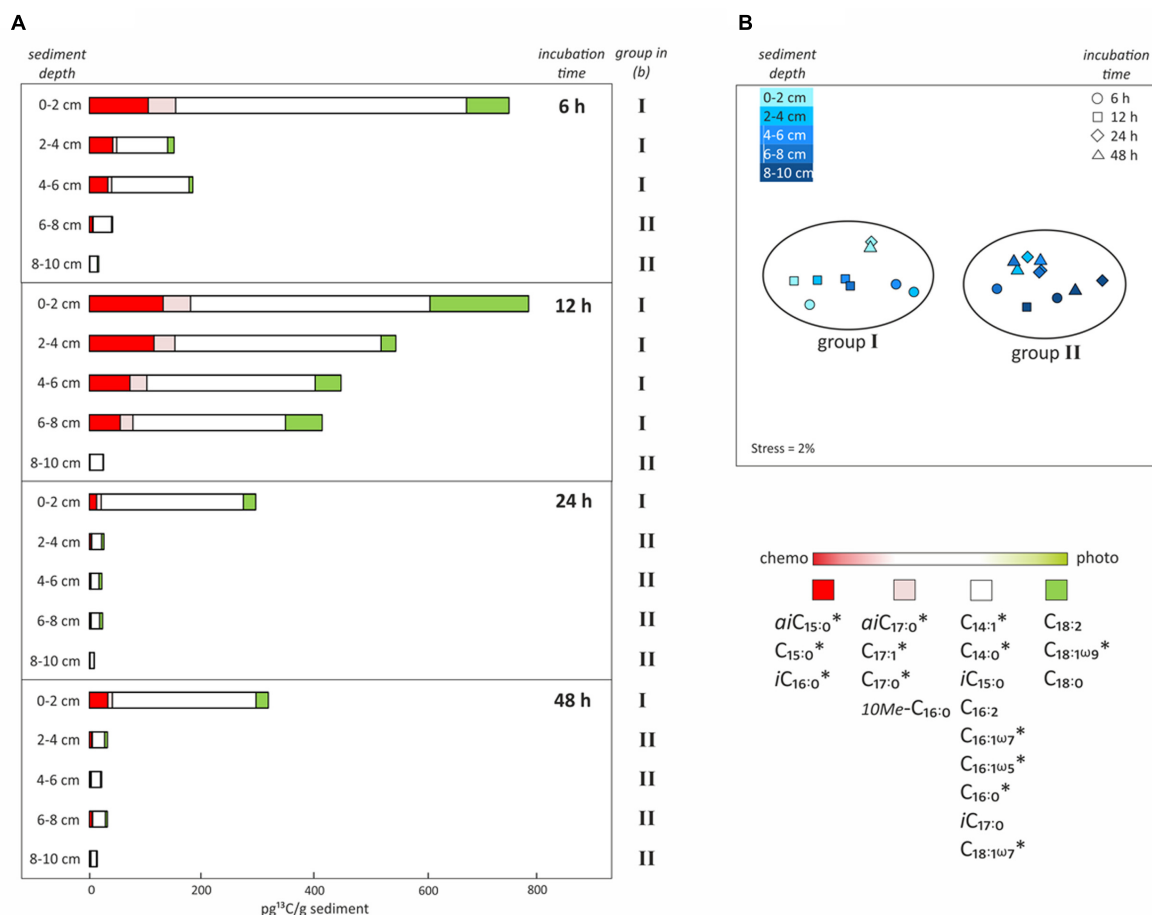 A
sediment depth
incubation time
group in (b)
0-2 cm 6 h I
2-4 cm I
4-6 cm I
6-8 cm II
8-10 cm II
0-2 cm 12 h I
2-4 cm I
4-6 cm I
6-8 cm I
8-10 cm II
0-2 cm 24 h I
2-4 cm II
4-6 cm II
6-8 cm II
8-10 cm II
0-2 cm 48 h I
2-4 cm II
4-6 cm II
6-8 cm II
8-10 cm II
0 200 400 600 800
pg¹³C/g sediment
B
sediment depth
incubation time
0-2 cm
2-4 cm
4-6 cm
6-8 cm
8-10 cm
6 h
12 h
24 h
48 h
group I
group II
Stress = 2%
chemo photo
aiC₁₅:₀*
C₁₅:₀*
iC₁₆:₀*
aiC₁₇:₀*
C₁₇:₁*
C₁₇:₀*
10Me-C₁₆:₀
C₁₄:₁*
C₁₄:₀*
iC₁₅:₀
C₁₆:₂
C₁₆:₁ω₇*
C₁₆:₁ω₅*
C₁₆:₀*
iC₁₇:₀
C₁₈:₁ω₇*
C₁₈:₂
C₁₈:₁ω₉*
C₁₈:₀